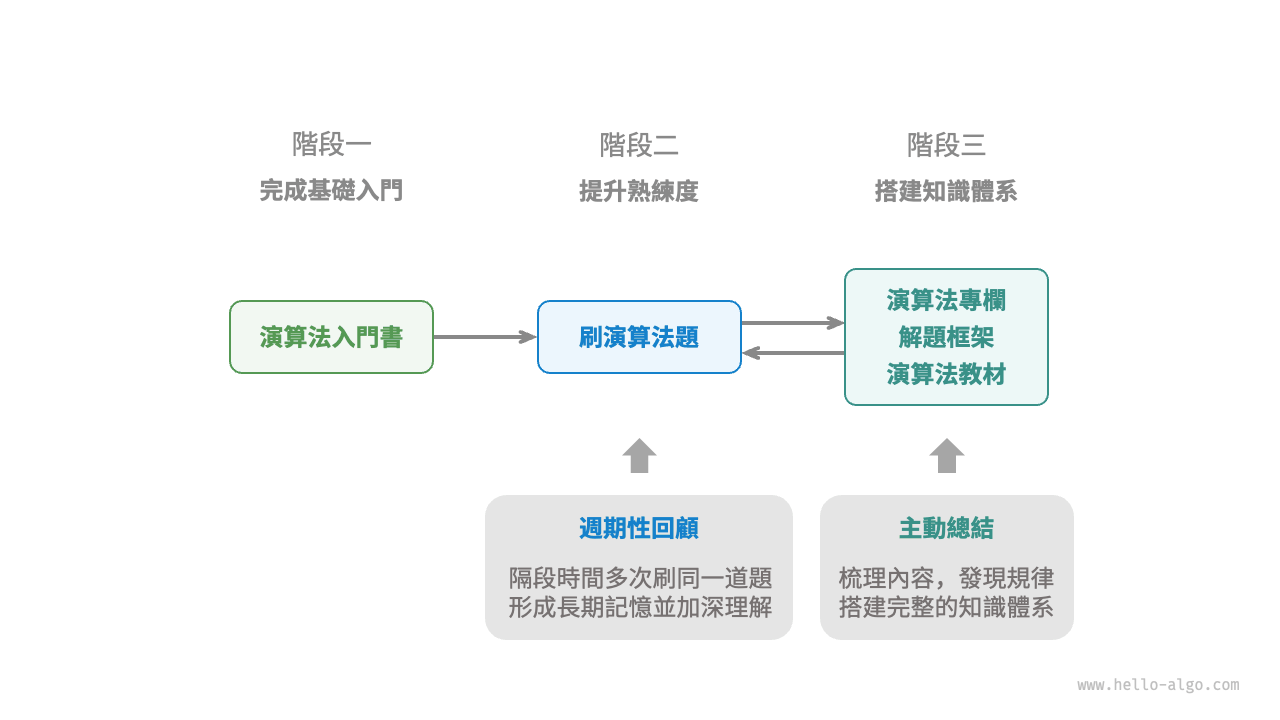 階段一
完成基礎入門
階段二
提升熟練度
階段三
搭建知識體系
演算法入門書
刷演算法題
演算法專欄
解題框架
演算法教材
週期性回顧
隔段時間多次刷同一道題
形成長期記憶並加深理解
主動總結
梳理內容，發現規律
搭建完整的知識體系
www.hello-algo.com